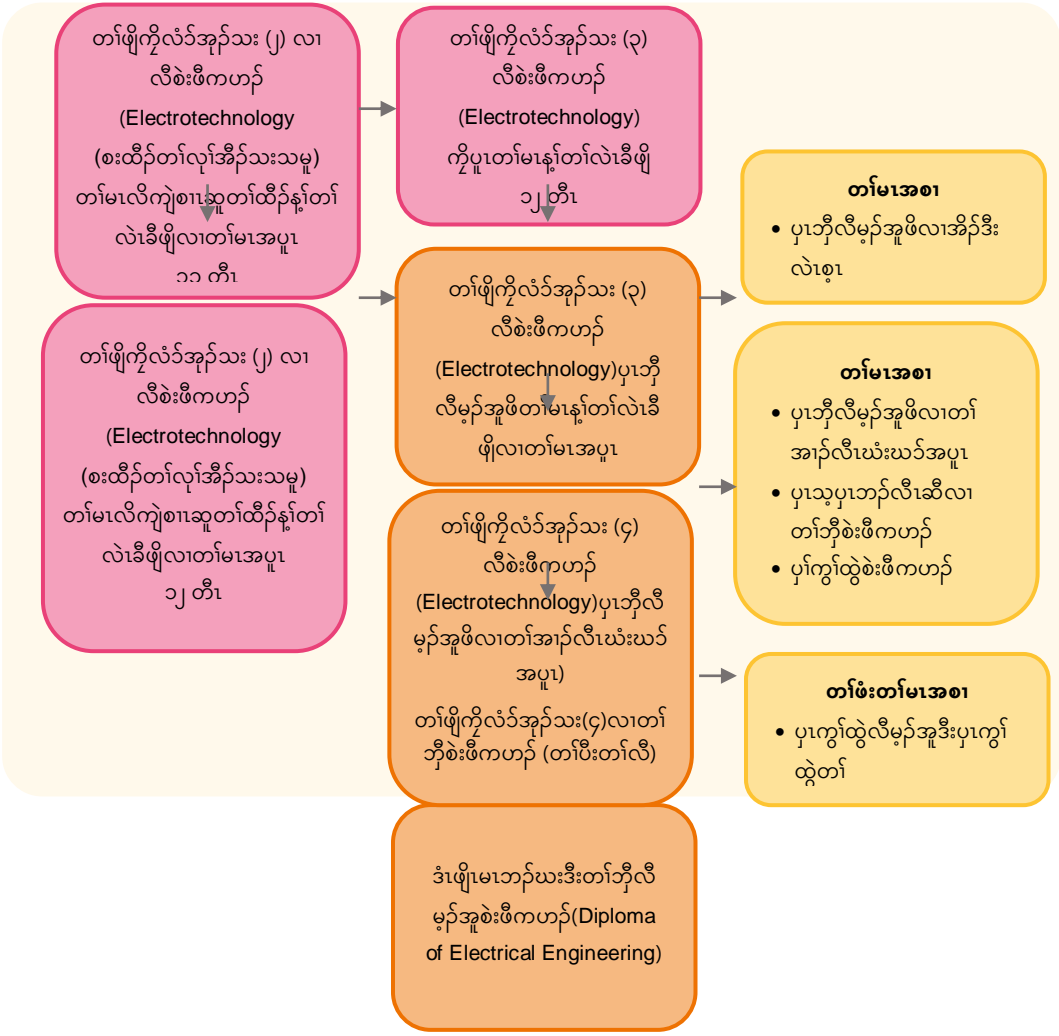 တၢ်ဖျိကၠိလံာ်အုၣ်သး (၂) လၢ
လီစဲးဖီကဟၣ်
(Electrotechnology
(စးထီၣ်တၢ်လုၢ်အီၣ်သးသမူ)
တၢ်မၤလိကျဲစၢၤဆူတၢ်ထီၣ်န့ၢ်တၢ်
လဲၤခီဖျိလၢတၢ်မၤအပူၤ
၁၁ တီၤ
တၢ်ဖျိကၠိလံာ်အုၣ်သး (၃)
လီစဲးဖီကဟၣ်
(Electrotechnology)
ကၠိပူၤတၢ်မၤန့ၢ်တၢ်လဲၤခီဖျိ
၁၂ တီၤ
တၢ်ဖျိကၠိလံာ်အုၣ်သး (၂) လၢ
လီစဲးဖီကဟၣ်
(Electrotechnology
(စးထီၣ်တၢ်လုၢ်အီၣ်သးသမူ)
တၢ်မၤလိကျဲစၢၤဆူတၢ်ထီၣ်န့ၢ်တၢ်
လဲၤခီဖျိလၢတၢ်မၤအပူၤ
၁၂ တီၤ
တၢ်ဖျိကၠိလံာ်အုၣ်သး (၃)
လီစဲးဖီကဟၣ်
(Electrotechnology)ပှၤဘှီ
လီမ့ၣ်အူဖိတၢ်မၤန့ၢ်တၢ်လဲၤခီ
ဖျိလၢတၢ်မၤအပူၤ
တၢ်ဖျိကၠိလံာ်အုၣ်သး (၄)
လီစဲးဖီကဟၣ်
(Electrotechnology)ပှၤဘှီလီ
မ့ၣ်အူဖိလၢတၢ်အၢၣ်လီၤဃံးဃာ်
အပူၤ)
တၢ်ဖျိကၠိလံာ်အုၣ်သး(၄)လၢတၢ်
ဘှီစဲးဖီကဟၣ် (တၢ်ပီးတၢ်လီ)
ဒံၤဖျိၤမၤဘၣ်ဃးဒီးတၢ်ဘှီလီ
မ့ၣ်အူစဲးဖီကဟၣ်(Diploma
of Electrical Engineering)
တၢ်မၤအစၢ
• ပှၤဘှီလီမ့ၣ်အူဖိလၢအိၣ်ဒီး
လဲၤစ့ၤ
တၢ်မၤအစၢ
• ပှၤဘှီလီမ့ၣ်အူဖိလၢတၢ်
အၢၣ်လီၤဃံးဃာ်အပူၤ
• ပှၤသ့ပှၤဘၣ်လီၤဆီလၢ
တၢ်ဘှီစဲးဖီကဟၣ်
• ပှၢ်ကွၢ်ထွဲစဲးဖီကဟၣ်
တၢ်ဖံးတၢ်မၤအစၢ
• ပှၤကွၢ်ထွဲလီမ့ၣ်အူဒီးပှၤကွၢ်
ထွဲတၢ်